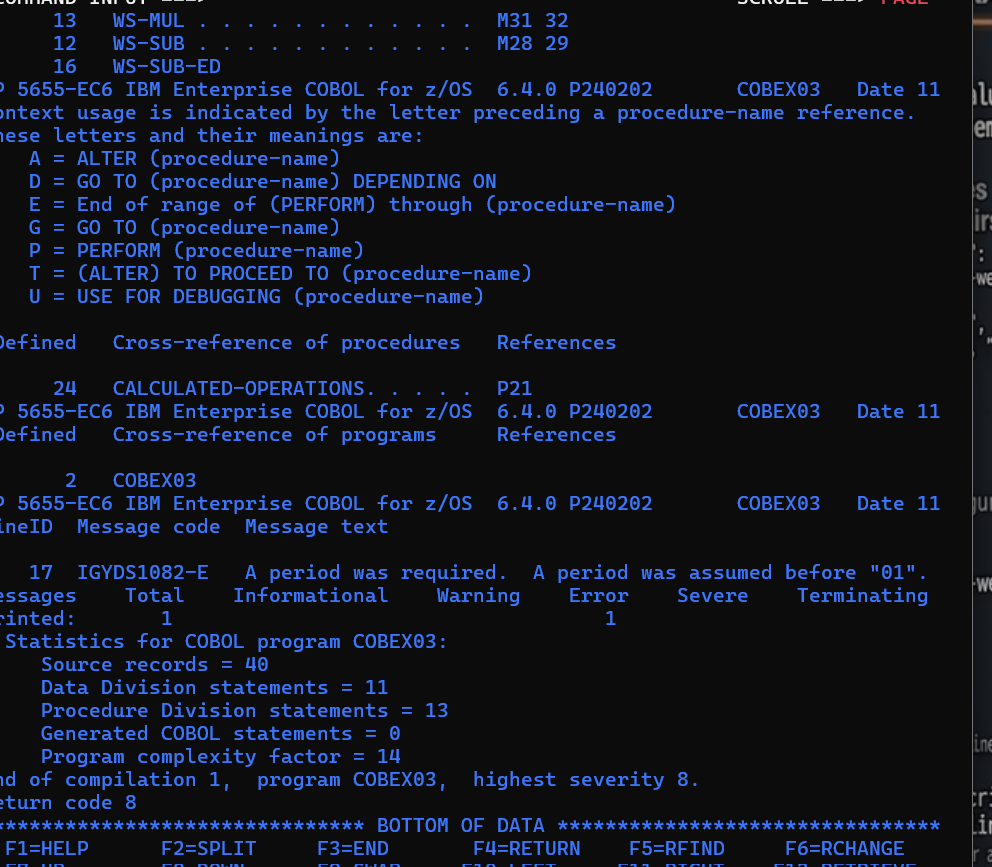 13   WS-MUL . . . . . . . . . . . .  M31 32
12   WS-SUB . . . . . . . . . . . .  M28 29
16   WS-SUB-ED
P 5655-EC6 IBM Enterprise COBOL for z/OS  6.4.0 P240202       COBEX03   Date 11
ontext usage is indicated by the letter preceding a procedure-name reference.
hese letters and their meanings are:
A = ALTER (procedure-name)
D = GO TO (procedure-name) DEPENDING ON
E = End of range of (PERFORM) through (procedure-name)
G = GO TO (procedure-name)
P = PERFORM (procedure-name)
T = (ALTER) TO PROCEED TO (procedure-name)
U = USE FOR DEBUGGING (procedure-name)
Defined   Cross-reference of procedures   References
24   CALCULATED-OPERATIONS. . . . .  P21
P 5655-EC6 IBM Enterprise COBOL for z/OS  6.4.0 P240202       COBEX03   Date 11
Defined   Cross-reference of programs     References
2   COBEX03
P 5655-EC6 IBM Enterprise COBOL for z/OS  6.4.0 P240202       COBEX03   Date 11
ineID  Message code  Message text
17  IGYDS1082-E   A period was required.  A period was assumed before "01".
essages    Total    Informational    Warning    Error    Severe    Terminating
rinted:       1                                    1
Statistics for COBOL program COBEX03:
Source records = 40
Data Division statements = 11
Procedure Division statements = 13
Generated COBOL statements = 0
Program complexity factor = 14
nd of compilation 1,  program COBEX03,  highest severity 8.
eturn code 8
******************************* BOTTOM OF DATA ********************************
F1=HELP      F2=SPLIT     F3=END       F4=RETURN    F5=RFIND     F6=RCHANGE